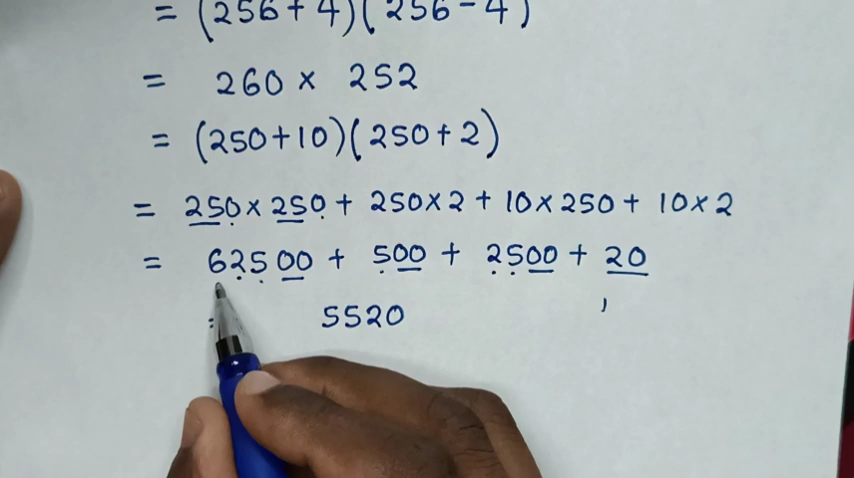 = (256+4)(256-4)
= 260 × 252
= (250+10)(250+2)
= 250×250 + 250×2 + 10×250 + 10×2
= 62500 + 500 + 2500 + 20
= 5520